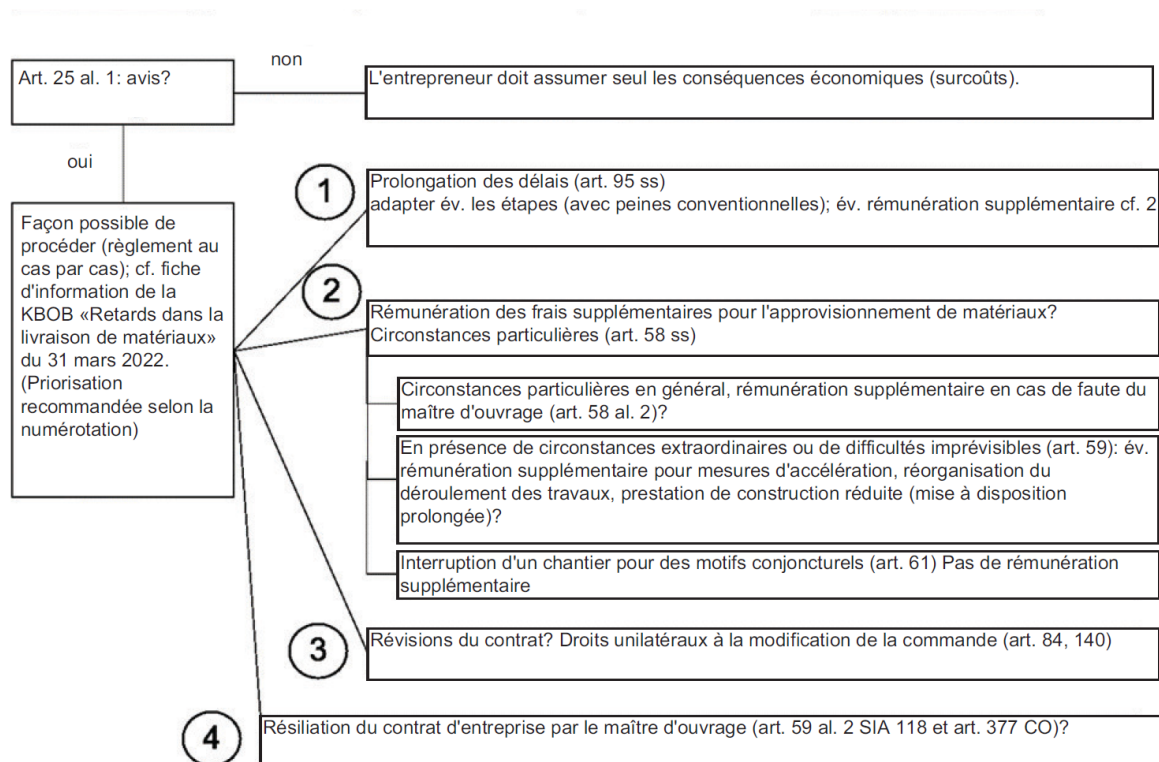 Art. 25 al. 1: avis?
non
L'entrepreneur doit assumer seul les conséquences économiques (surcoûts).
oui
Façon possible de
procéder (règlement au
cas par cas); cf. fiche
d'information de la
KBOB «Retards dans la
livraison de matériaux»
du 31 mars 2022.
(Priorisation
recommandée selon la
numérotation)
1
Prolongation des délais (art. 95 ss)
adapter év. les étapes (avec peines conventionnelles); év. rémunération supplémentaire cf. 2
2
Rémunération des frais supplémentaires pour l'approvisionnement de matériaux?
Circonstances particulières (art. 58 ss)
Circonstances particulières en général, rémunération supplémentaire en cas de faute du
maître d'ouvrage (art. 58 al. 2)?
En présence de circonstances extraordinaires ou de difficultés imprévisibles (art. 59): év.
rémunération supplémentaire pour mesures d'accélération, réorganisation du
déroulement des travaux, prestation de construction réduite (mise à disposition
prolongée)?
Interruption d'un chantier pour des motifs conjoncturels (art. 61) Pas de rémunération
supplémentaire
3
Révisions du contrat? Droits unilatéraux à la modification de la commande (art. 84, 140)
4
Résiliation du contrat d'entreprise par le maître d'ouvrage (art. 59 al. 2 SIA 118 et art. 377 CO)?